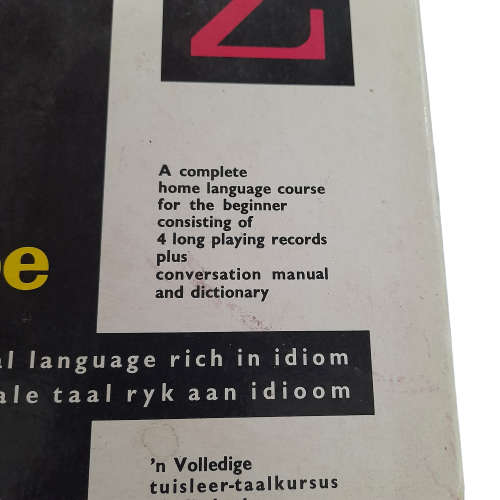 Z
A complete
home language course
for the beginner
consisting of
4 long playing records
plus
conversation manual
and dictionary
language rich in idiom
taal ryk aan idioom
'n Volledige
tuisleer-taalkursus